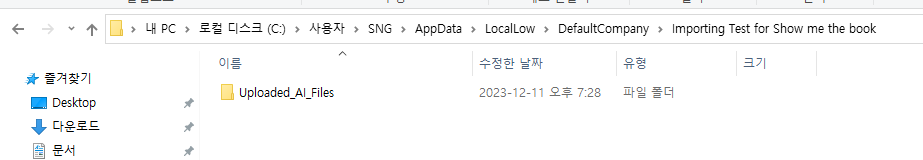 내 PC > 로컬 디스크 (C:) > 사용자 > SNG > AppData > LocalLow > DefaultCompany > Importing Test for Show me the book
이름 수정한 날짜 유형 크기
즐겨찾기
Uploaded_AI_Files 2023-12-11 오후 7:28 파일 폴더
Desktop
다운로드
문서